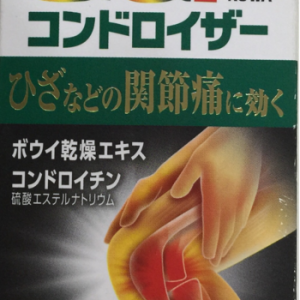 コンドロイザー
ひざなどの関節痛に効く
ボウイ乾燥エキス
コンドロイチン
硫酸エステルナトリウム